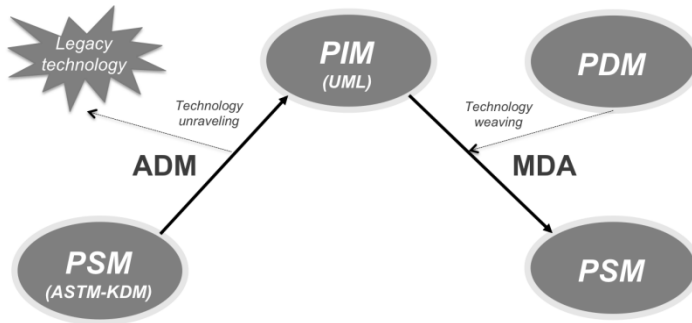 Legacy
technology
PIM
(UML)
PDM
Technology
unraveling
Technology
weaving
ADM
MDA
PSM
(ASTM-KDM)
PSM